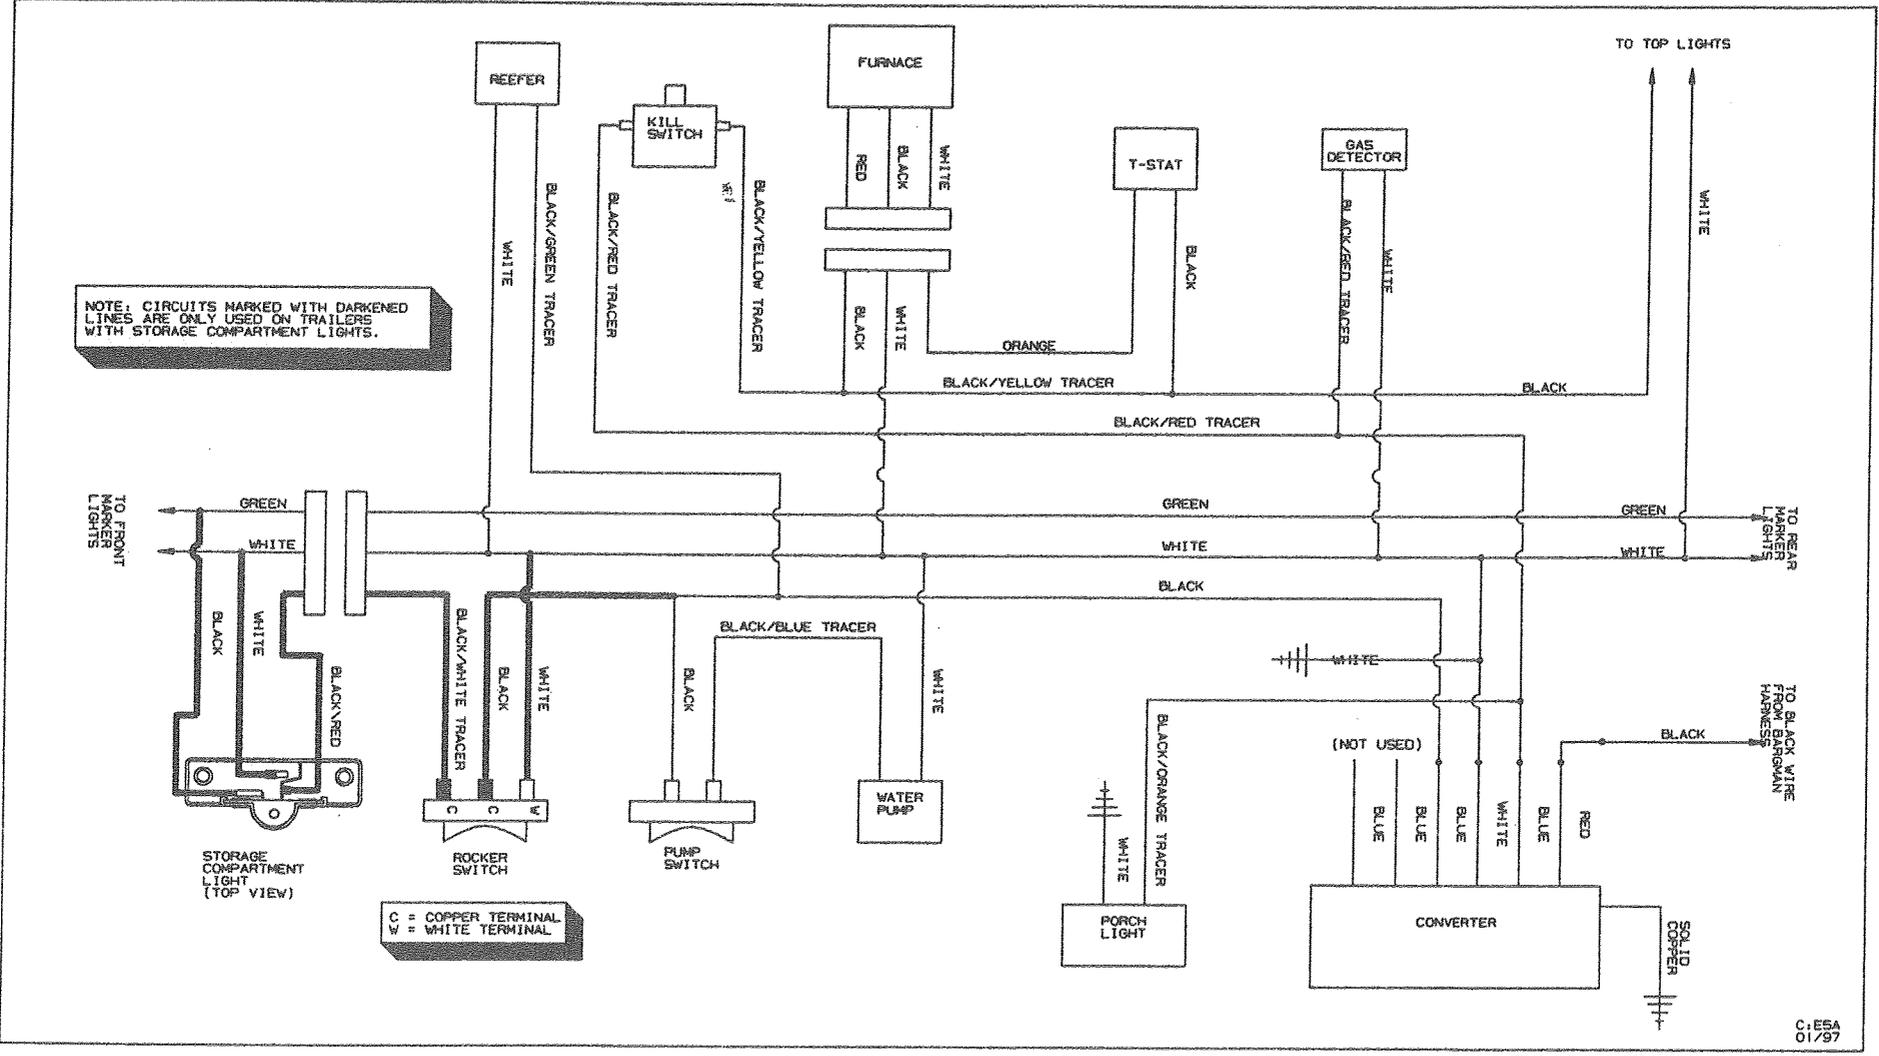 TO TOP LIGHTS
REEFER
FURNACE
KILL
SWITCH
T-STAT
GAS
DETECTOR
RED
BLACK
WHITE
WHITE
BLACK/GREEN TRACER
BLACK/RED TRACER
BLACK/YELLOW TRACER
BLACK
WHITE
BLACK
BLACK/RED TRACER
WHITE
WHITE
NOTE: CIRCUITS MARKED WITH DARKENED
LINES ARE ONLY USED ON TRAILERS
WITH STORAGE COMPARTMENT LIGHTS.
ORANGE
BLACK/YELLOW TRACER
BLACK
BLACK/RED TRACER
TO FRONT
MARKER
LIGHTS
GREEN
GREEN
GREEN
TO REAR
MARKER
LIGHTS
WHITE
WHITE
WHITE
BLACK
BLACK/BLUE TRACER
BLACK
WHITE
BLACK\RED
BLACK/WHITE TRACER
BLACK
WHITE
BLACK
WHITE
WHITE
BLACK/ORANGE TRACER
(NOT USED)
BLACK
TO BLACK WIRE
FROM BARGMAN
HARNESS
C
C
W
WATER
PUMP
WHITE
BLUE
BLUE
BLUE
WHITE
BLUE
RED
STORAGE
COMPARTMENT
LIGHT
(TOP VIEW)
ROCKER
SWITCH
PUMP
SWITCH
C = COPPER TERMINAL
W = WHITE TERMINAL
PORCH
LIGHT
CONVERTER
SOLID
COPPER
C:E5A
01/97